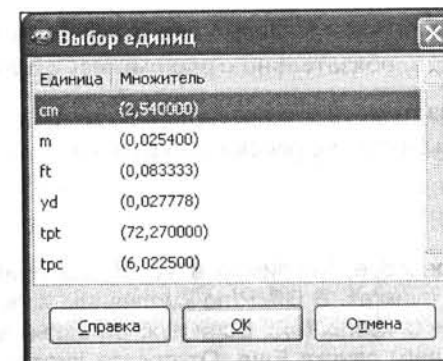 Выбор единиц
Единица Множитель
cm (2,540000)
m (0,025400)
ft (0,083333)
yd (0,027778)
tpt (72,270000)
tpc (6,022500)
Справка OK Отмена